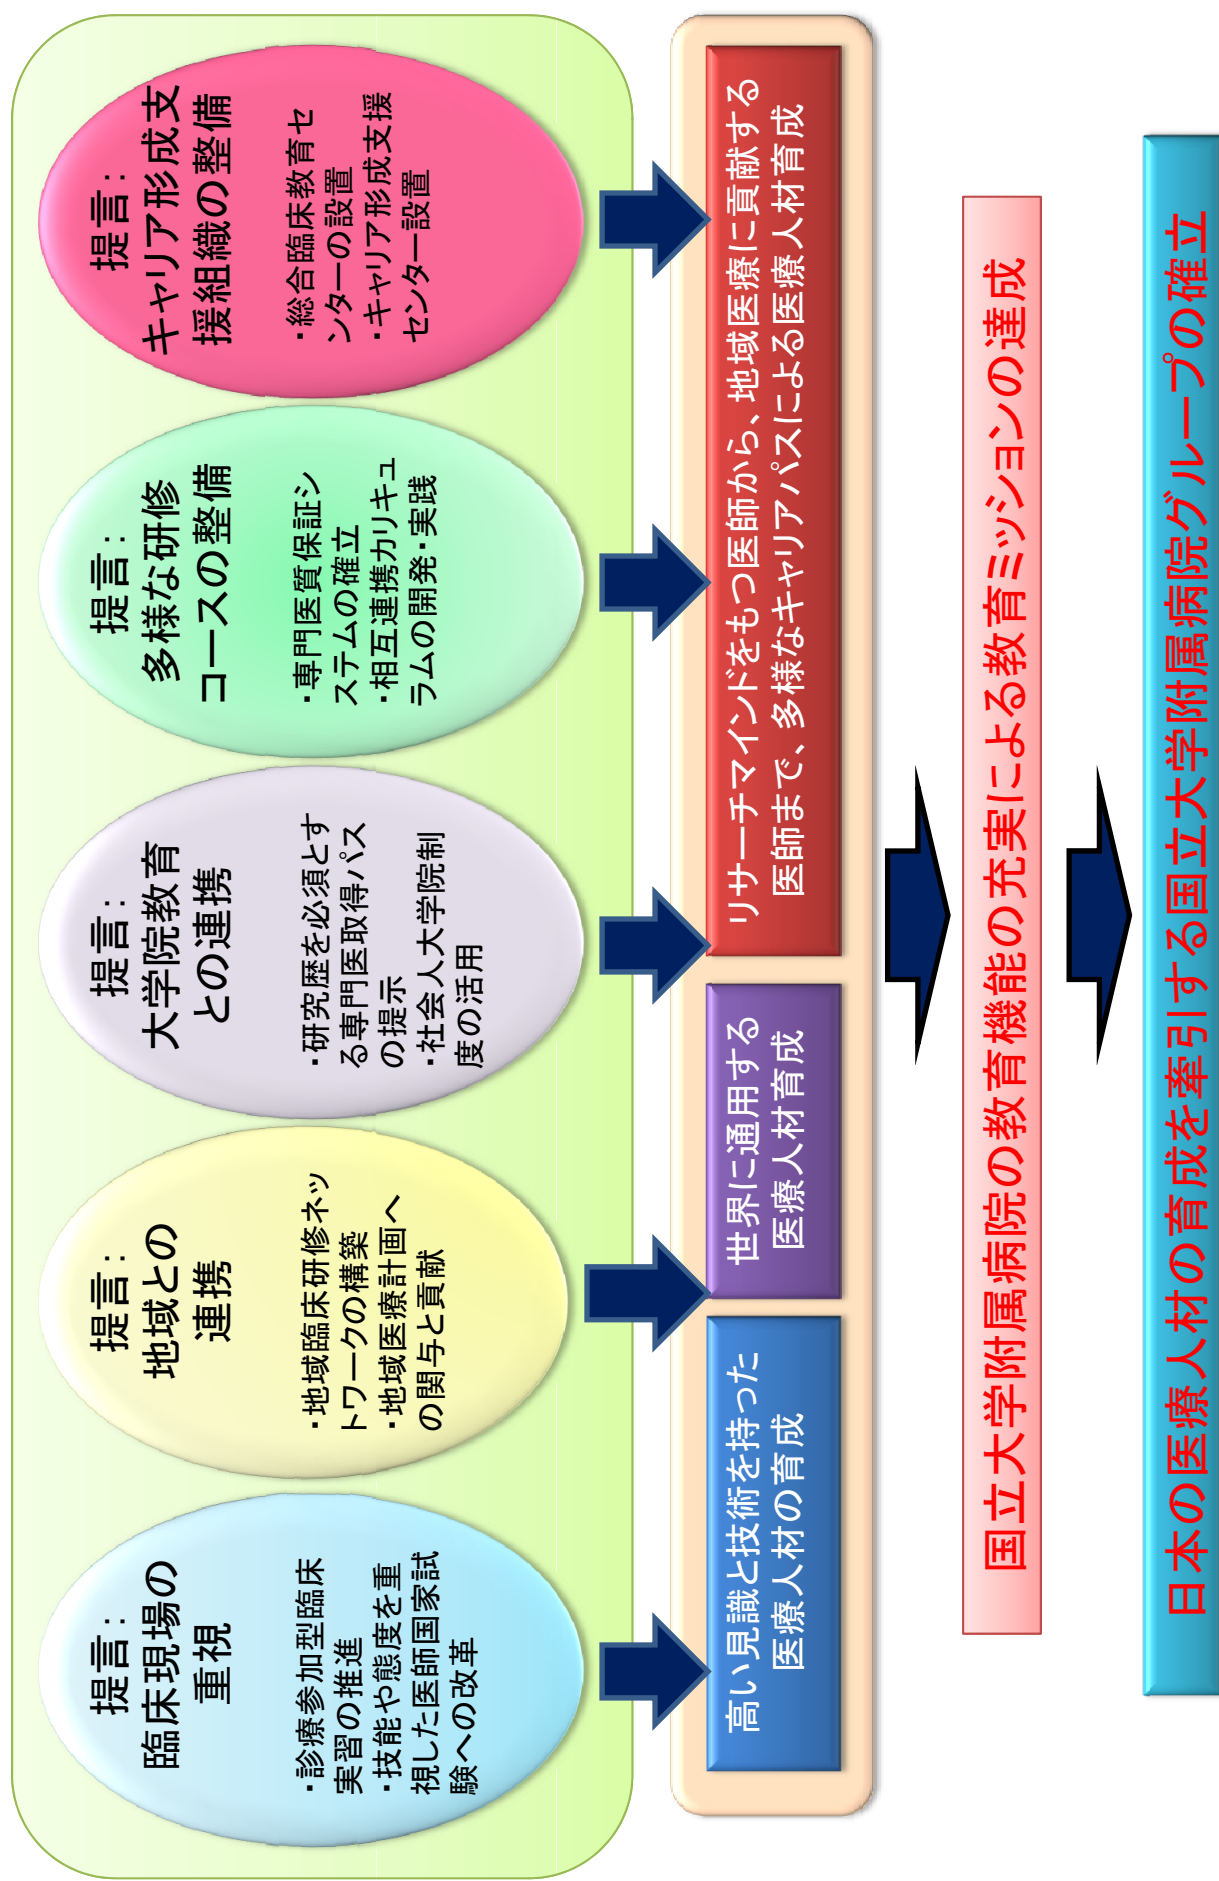 提言：
臨床現場の
重視
・診療参加型臨床
実習の推進
・技能や態度を重
視した医師国家試
験への改革
提言：
地域との
連携
・地域臨床研修ネッ
トワークの構築
・地域医療計画へ
の関与と貢献
提言：
大学院教育
との連携
・研究歴を必須とす
る専門医取得パス
の提示
・社会人大学院制
度の活用
提言：
多様な研修
コースの整備
・専門医質保証シ
ステムの確立
・相互連携カリキュ
ラムの開発・実践
提言：
キャリア形成支
援組織の整備
・総合臨床教育セ
ンターの設置
・キャリア形成支援
センター設置
高い見識と技術を持った
医療人材の育成
世界に通用する
医療人材育成
リサーチマインドをもつ医師から、地域医療に貢献する
医師まで、多様なキャリアパスによる医療人材育成
国立大学附属病院の教育機能の充実による教育ミッションの達成
日本の医療人材の育成を牽引する国立大学附属病院グループの確立